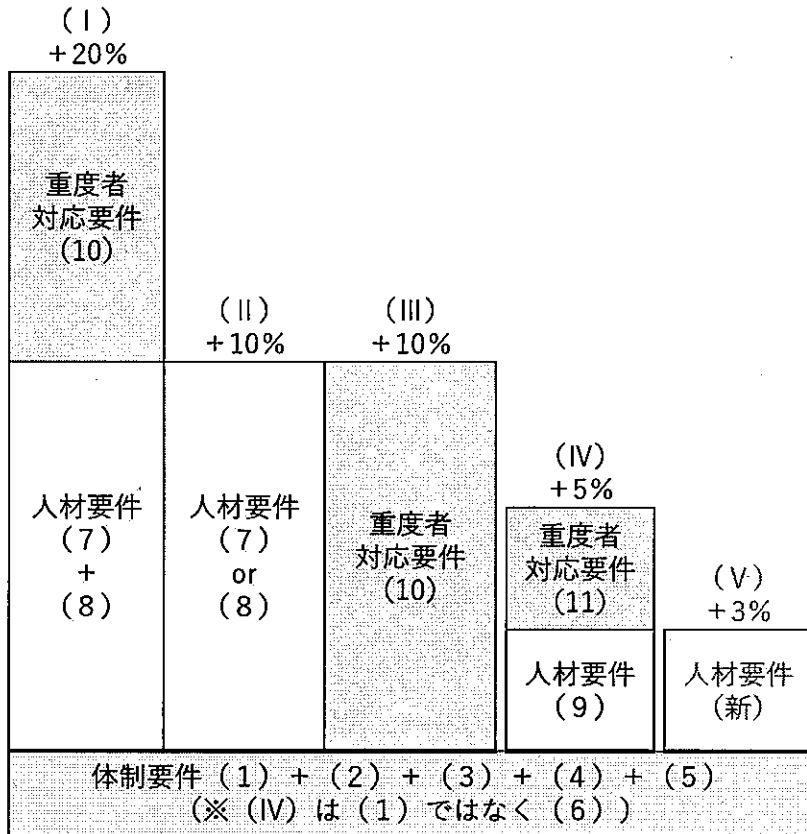 (Ⅰ)
+20%
重度者
対応要件
(10)
人材要件
(7)
+
(8)
(Ⅱ)
+10%
人材要件
(7)
or
(8)
(Ⅲ)
+10%
重度者
対応要件
(10)
(Ⅳ)
+5%
重度者
対応要件
(11)
人材要件
(9)
(Ⅴ)
+3%
人材要件
(新)
体制要件(1)+(2)+(3)+(4)+(5)
(※(Ⅳ)は(1)ではなく(6))